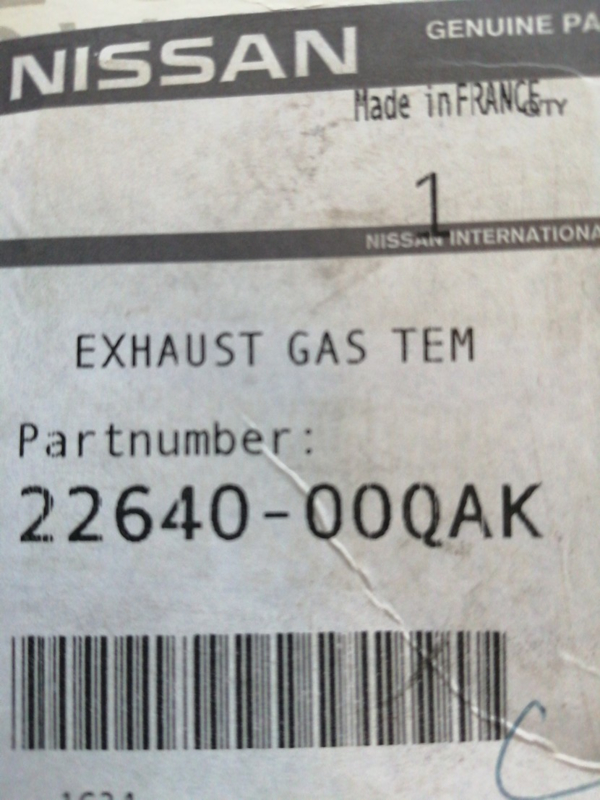 NISSAN
GENUINE PA
Made in FRANCE
QTY
1
NISSAN INTERNATIONA
EXHAUST GAS TEM
Partnumber:
22640-00QAK